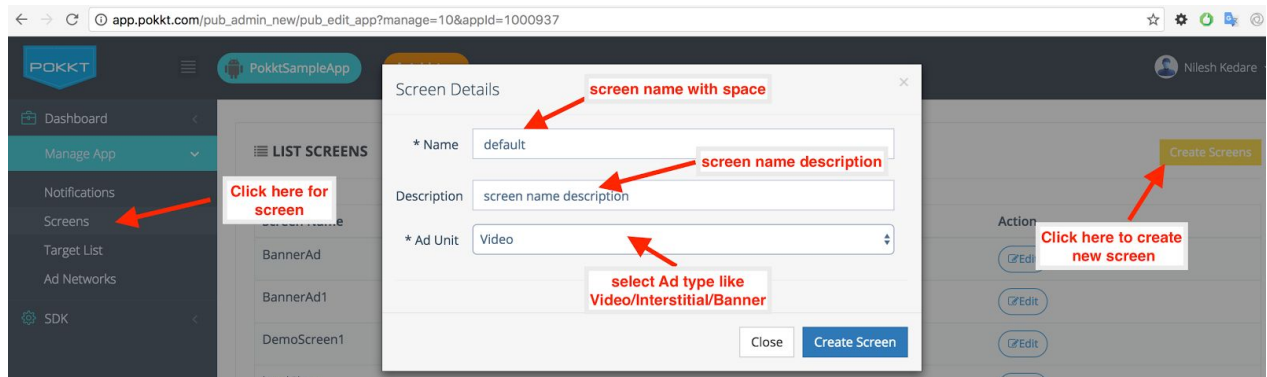 app.pokkt.com/pub_admin_new/pub_edit_app?manage=10&appId=1000937
POKKT
PokktSampleApp
Nilesh Kedare
Dashboard
Manage App
Notifications
Screens
Target List
Ad Networks
SDK
Click here for
screen
LIST SCREENS
Create Screens
Screen Name
Action
BannerAd
Edit
BannerAd1
Edit
DemoScreen1
Edit
Click here to create
new screen
Screen Details
×
screen name with space
* Name
default
screen name description
Description
screen name description
* Ad Unit
Video
select Ad type like
Video/Interstitial/Banner
Close
Create Screen